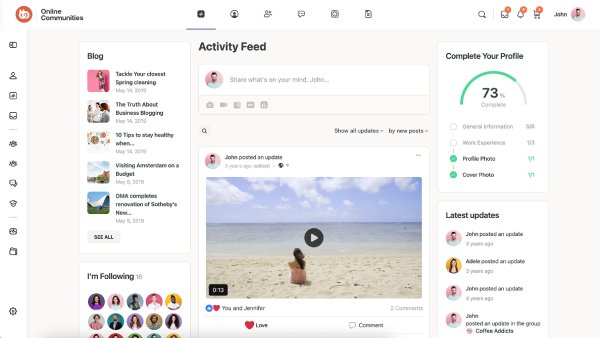 Online
Communities
John
Blog
Tackle Your closest
Spring cleaning
May 14, 2019
The Truth About
Business Blogging
May 14, 2019
10 Tips to stay healthy
when...
May 14, 2019
Visiting Amsterdam on a
Budget
May 8, 2019
OMA completes
renovation of Sotheby's
New...
May 8, 2019
SEE ALL
I'm Following 16
Activity Feed
Share what's on your mind, John...
Show all updates
by new posts
John posted an update
3 years ago (edited)
0:13
You and Jennifer
2 Comments
Love
Comment
Complete Your Profile
73 %
Complete
General Information 5/6
Work Experience 1/3
Profile Photo 1/1
Cover Photo 1/1
Latest updates
John posted an update
3 years ago
Adele posted an update
3 years ago
John posted an update
4 years ago
John
posted an update in the group
Coffee Addicts